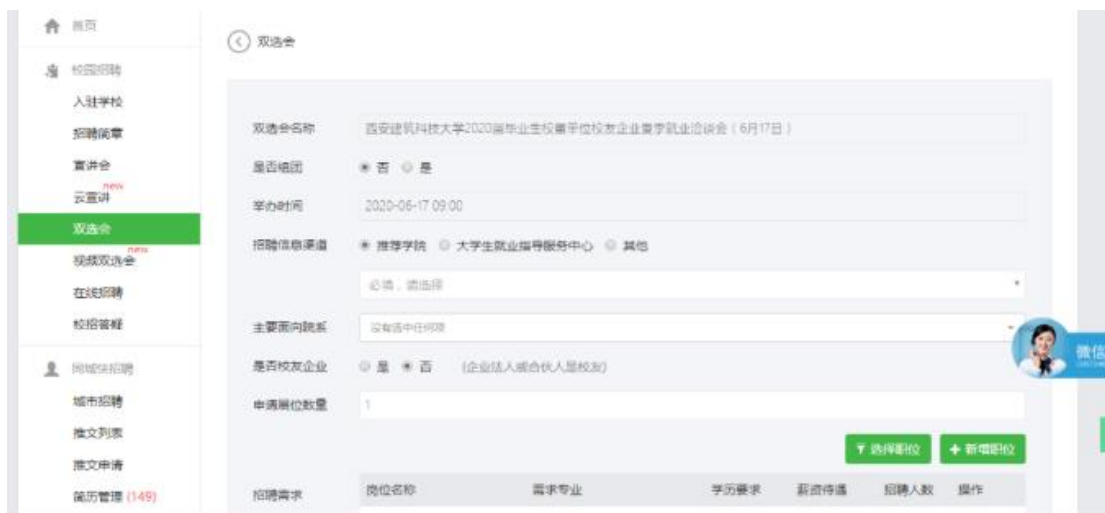 首页
校园招聘
入驻学校
招聘简章
宣讲会
云宣讲 new
双选会
视频双选会 new
在线招聘
校招答疑
同城快招聘
城市招聘
推文列表
推文申请
简历管理 (149)
双选会
双选会名称 西安建筑科技大学2020届毕业生校董单位校友企业夏季就业洽谈会（6月17日）
是否组团 否 是
举办时间 2020-06-17 09:00
招聘信息渠道 推荐学院 大学生就业指导服务中心 其他
必填，请选择
主要面向院系 没有选中任何项
是否校友企业 是 否 (企业法人或合伙人是校友)
申请展位数量 1
选择职位 新增职位
招聘需求 岗位名称 需求专业 学历要求 薪资待遇 招聘人数 操作
微信